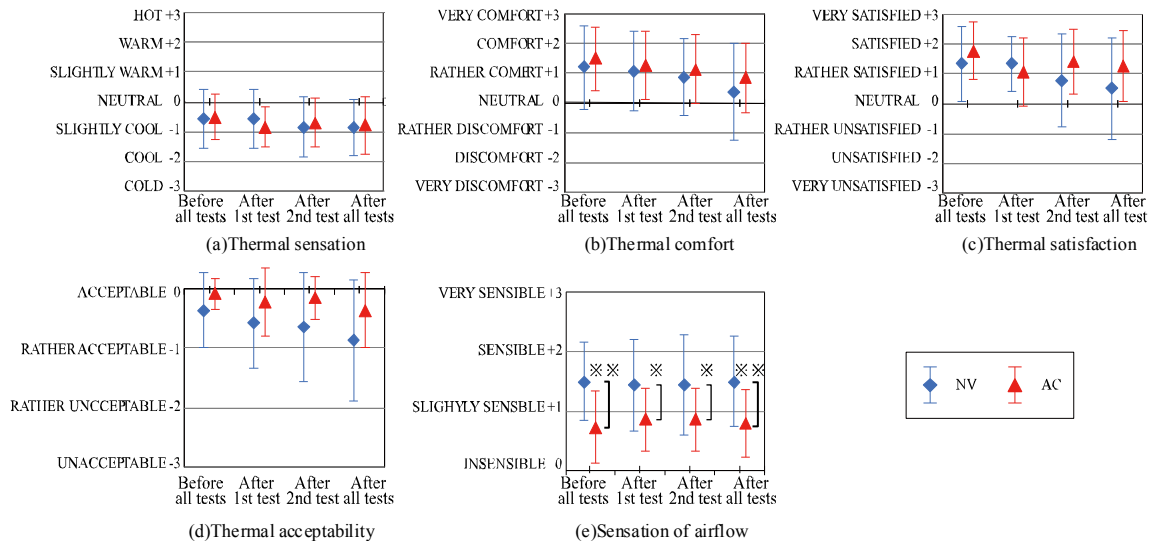 HOT +3
WARM +2
SLIGHTLY WARM +1
NEUTRAL 0
SLIGHTLY COOL -1
COOL -2
COLD -3
Before all tests
After 1st test
After 2nd test
After all tests
(a)Thermal sensation
VERY COMFORT +3
COMFORT +2
RATHER COMFRT +1
NEUTRAL 0
RATHER DISCOMFORT -1
DISCOMFORT -2
VERY DISCOMFORT -3
Before all tests
After 1st test
After 2nd test
After all tests
(b)Thermal comfort
VERY SATISFIED +3
SATISFIED +2
RATHER SATISFIED +1
NEUTRAL 0
RATHER UNSATISFIED -1
UNSATISFIED -2
VERY UNSATISFIED -3
Before all tests
After 1st test
After 2nd test
After all tests
(c)Thermal satisfaction
ACCEPTABLE 0
RATHER ACCEPTABLE -1
RATHER UNCCEPTABLE -2
UNACCEPTABLE -3
Before all tests
After 1st test
After 2nd test
After all tests
(d)Thermal acceptability
VERY SENSIBLE +3
SENSIBLE +2
SLIGHYLY SENSBLE +1
INSENSIBLE 0
※※
※
※
※※
Before all tests
After 1st test
After 2nd test
After all tests
(e)Sensation of airflow
NV
AC